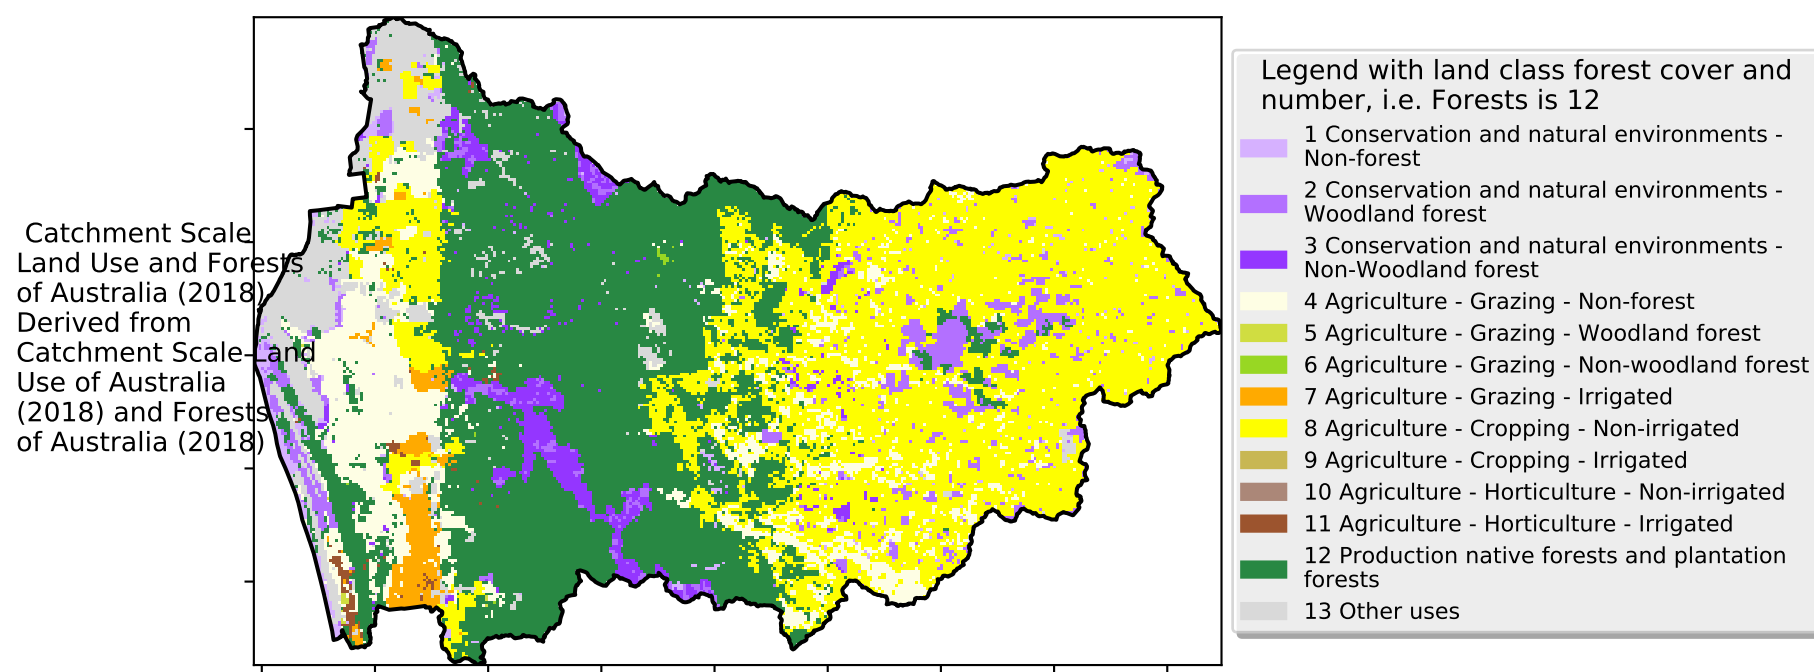 Catchment Scale
Land Use and Forests
of Australia (2018)
Derived from
Catchment Scale Land
Use of Australia
(2018) and Forests
of Australia (2018)
Legend with land class forest cover and
number, i.e. Forests is 12
1 Conservation and natural environments -
Non-forest
2 Conservation and natural environments -
Woodland forest
3 Conservation and natural environments -
Non-Woodland forest
4 Agriculture - Grazing - Non-forest
5 Agriculture - Grazing - Woodland forest
6 Agriculture - Grazing - Non-woodland forest
7 Agriculture - Grazing - Irrigated
8 Agriculture - Cropping - Non-irrigated
9 Agriculture - Cropping - Irrigated
10 Agriculture - Horticulture - Non-irrigated
11 Agriculture - Horticulture - Irrigated
12 Production native forests and plantation
forests
13 Other uses